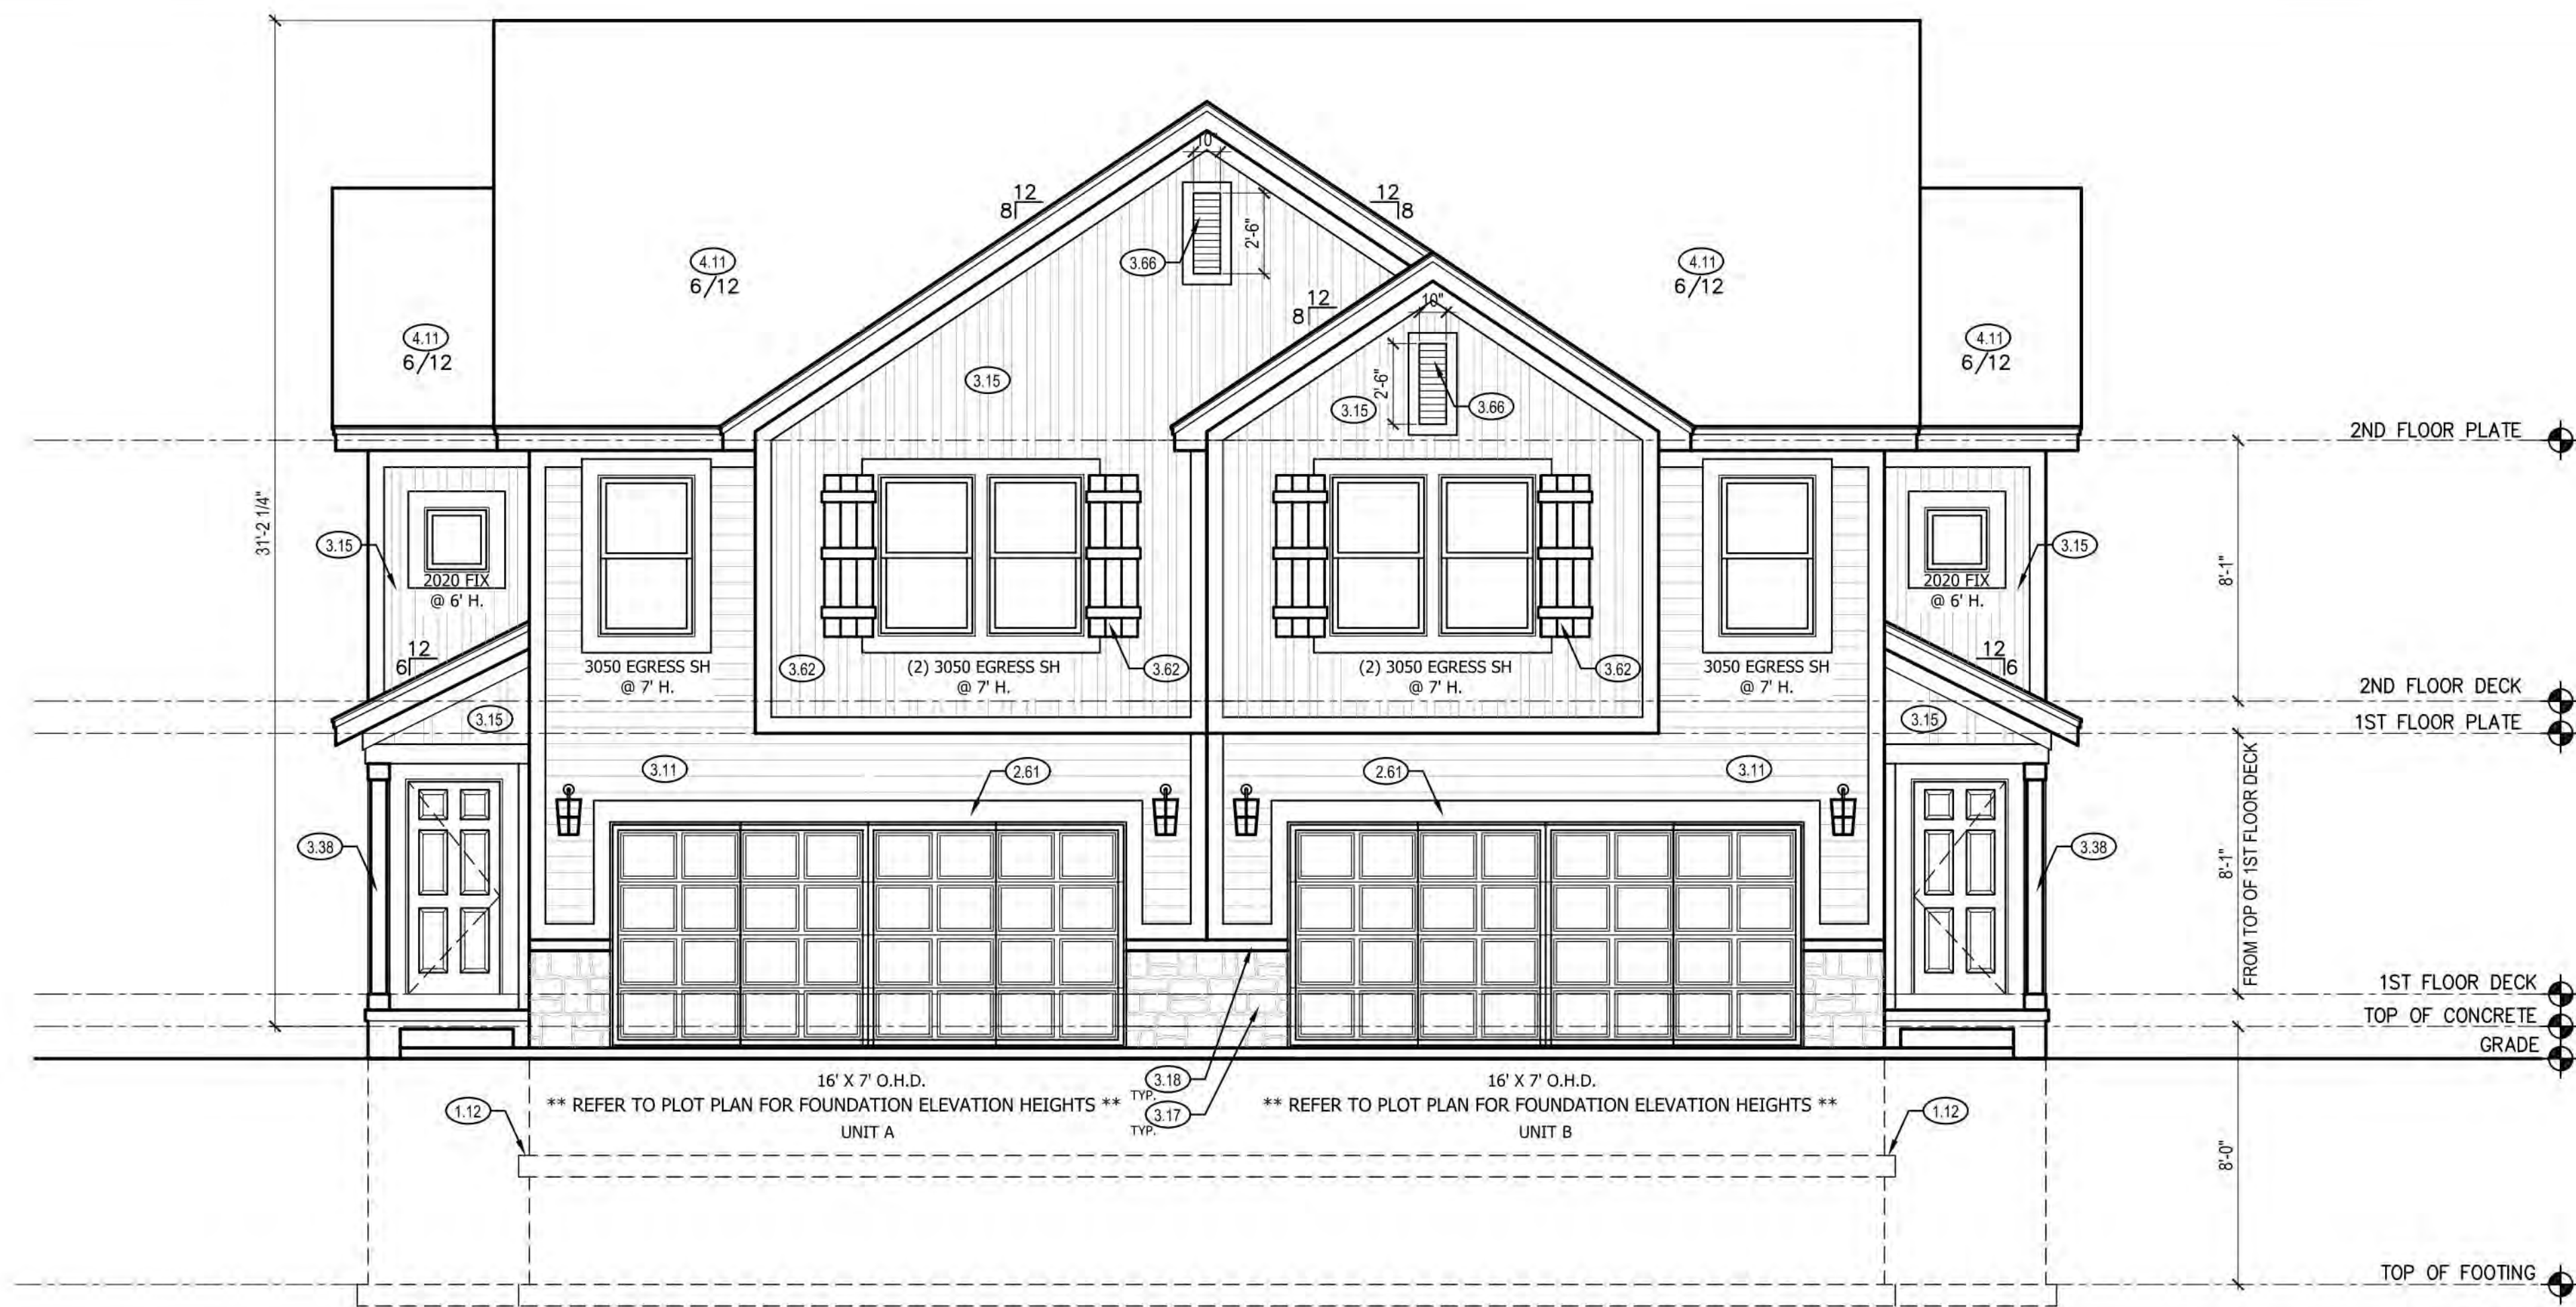 10"
12
8
12
8
2'-6"
3.66
4.11
6/12
4.11
6/12
12
8
10"
4.11
6/12
4.11
6/12
3.15
2'-6"
3.15
3.66
2ND FLOOR PLATE
31'-2 1/4"
3.15
2020 FIX
@ 6' H.
3.15
2020 FIX
@ 6' H.
8'-1"
12
6
3050 EGRESS SH
@ 7' H.
3.62
(2) 3050 EGRESS SH
@ 7' H.
3.62
3.62
(2) 3050 EGRESS SH
@ 7' H.
3.62
3050 EGRESS SH
@ 7' H.
12
6
2ND FLOOR DECK
3.15
3.15
1ST FLOOR PLATE
3.11
2.61
2.61
3.11
3.38
3.38
8'-1"
FROM TOP OF 1ST FLOOR DECK
1ST FLOOR DECK
TOP OF CONCRETE
GRADE
16' X 7' O.H.D.
** REFER TO PLOT PLAN FOR FOUNDATION ELEVATION HEIGHTS **
UNIT A
3.18
TYP.
3.17
TYP.
16' X 7' O.H.D.
** REFER TO PLOT PLAN FOR FOUNDATION ELEVATION HEIGHTS **
UNIT B
1.12
1.12
8'-0"
TOP OF FOOTING